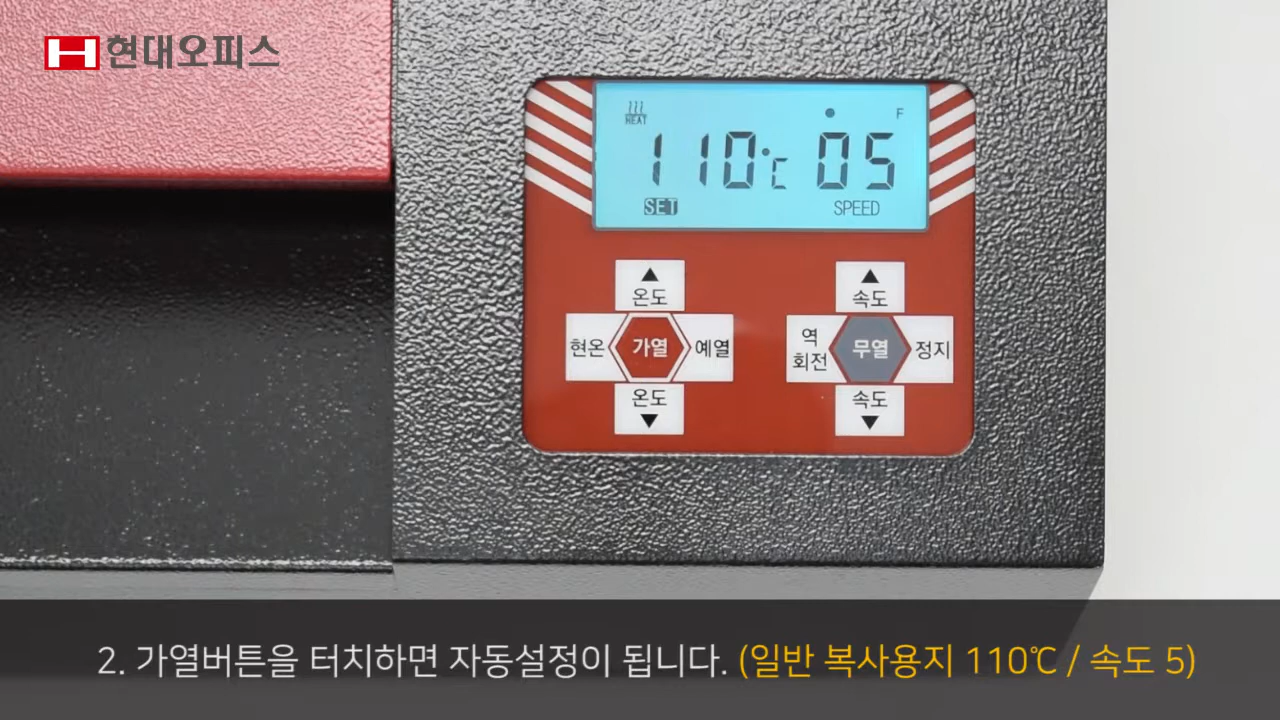 현대오피스
HEAT
F
110℃ 05
SET SPEED
▲ ▲
온도 속도
현온 가열 예열 역회전 무열 정지
온도 속도
▼ ▼
2. 가열버튼을 터치하면 자동설정이 됩니다. (일반 복사용지 110℃ / 속도 5)